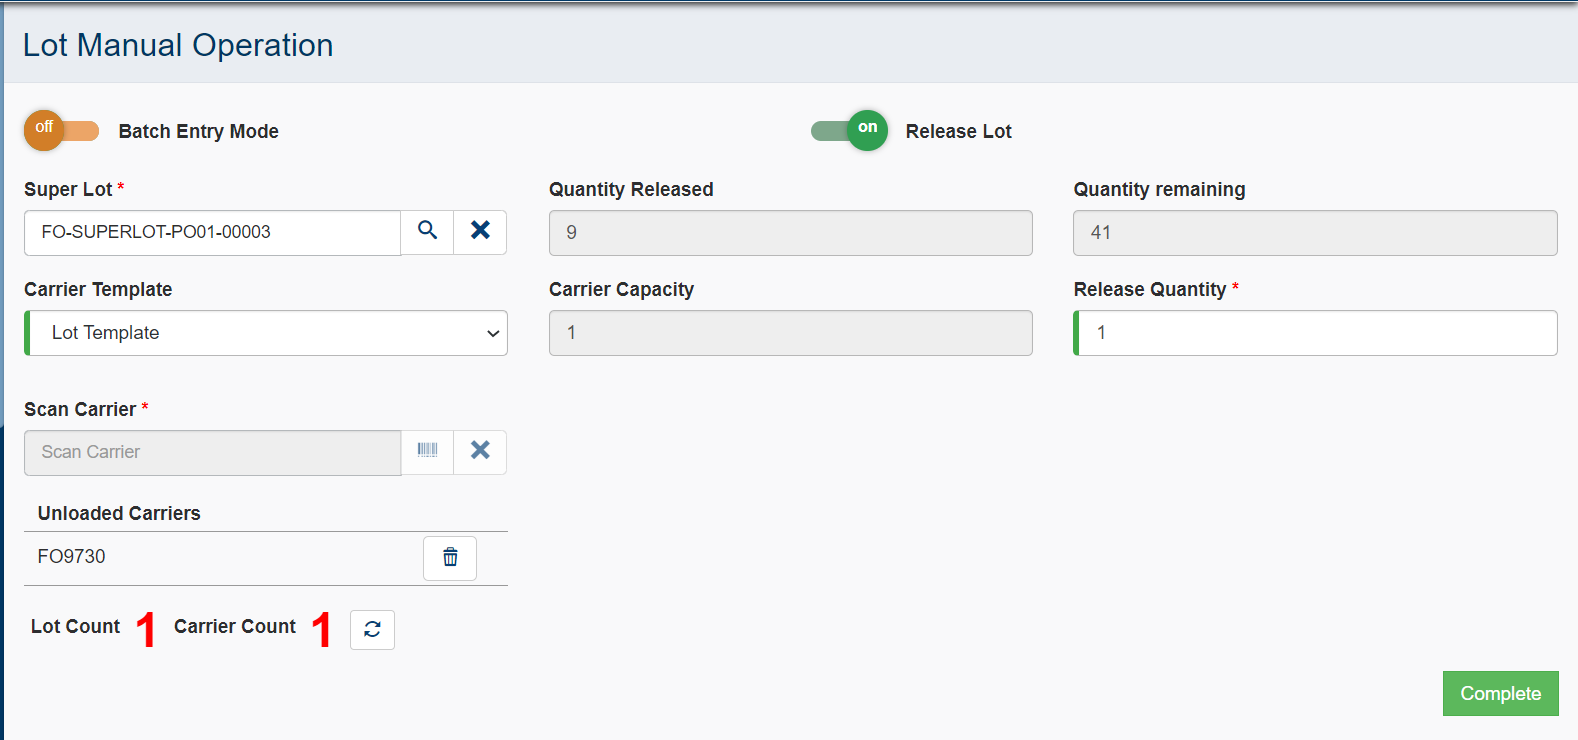 Lot Manual Operation
off Batch Entry Mode on Release Lot
Super Lot * Quantity Released Quantity remaining
FO-SUPERLOT-PO01-00003 9 41
Carrier Template Carrier Capacity Release Quantity *
Lot Template 1 1
Scan Carrier *
Scan Carrier
Unloaded Carriers
FO9730
Lot Count 1 Carrier Count 1
Complete